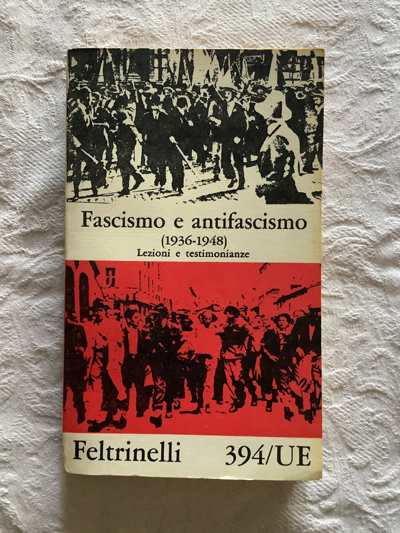 Fascismo e antifascismo
(1936-1948)
Lezioni e testimonianze
Feltrinelli 394/UE